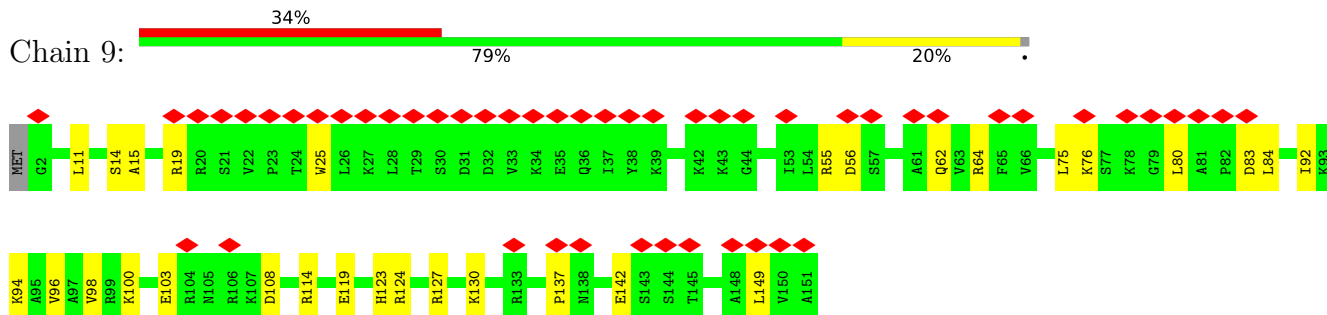 34%
Chain 9:
79% 20% •
MET G2 L11 S14 A15 R19 R20 S21 V22 P23 T24 W25 L26 K27 L28 T29 S30 D31 D32 V33 K34 E35 Q36 I37 Y38 K39 K42 K43 G44 I53 L54 R55 D56 S57 A61 Q62 V63 R64 F65 V66 L75 K76 S77 K78 G79 L80 A81 P82 D83 L84 I92 K93
K94 A95 V96 A97 V98 R99 K100 E103 R104 N105 R106 K107 D108 R114 E119 H123 R124 R127 K130 R133 P137 N138 E142 S143 S144 T145 A148 L149 V150 A151